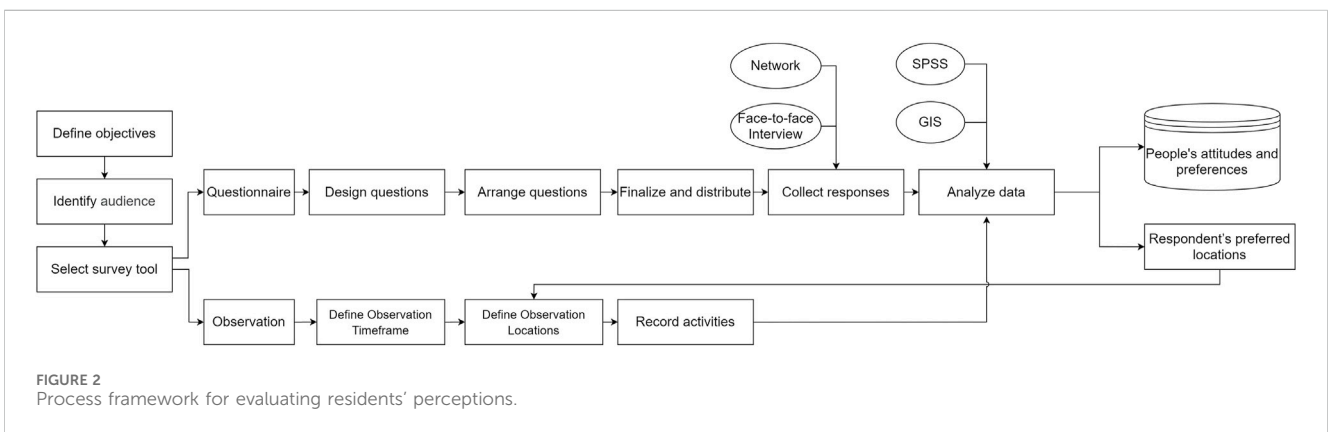 Network
SPSS
Face-to-face
Interview
GIS
Define objectives
People's attitudes and
preferences
Identify audience
Questionnaire
Design questions
Arrange questions
Finalize and distribute
Collect responses
Analyze data
Select survey tool
Respondent's preferred
locations
Observation
Define Observation
Timeframe
Define Observation
Locations
Record activities
FIGURE 2
Process framework for evaluating residents' perceptions.